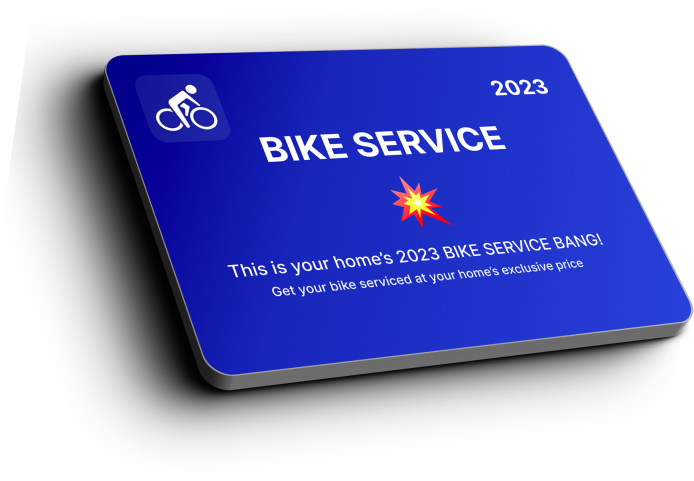 2023
BIKE SERVICE
This is your home's 2023 BIKE SERVICE BANG!
Get your bike serviced at your home's exclusive price